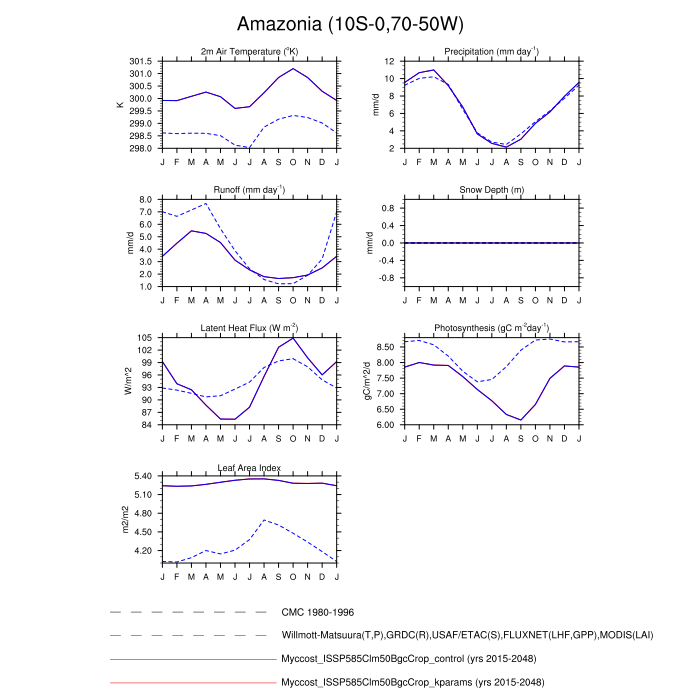 Amazonia (10S-0,70-50W)
2m Air Temperature (°K)
301.5
301.0
300.5
300.0
299.5
299.0
298.5
298.0
K
J F M A M J J A S O N D J
Precipitation (mm day-1)
12
10
8
6
4
2
mm/d
J F M A M J J A S O N D J
Runoff (mm day-1)
8.0
7.0
6.0
5.0
4.0
3.0
2.0
1.0
mm/d
J F M A M J J A S O N D J
Snow Depth (m)
0.8
0.4
0.0
-0.4
-0.8
mm/d
J F M A M J J A S O N D J
Latent Heat Flux (W m-2)
105
102
99
96
93
90
87
84
W/m^2
J F M A M J J A S O N D J
Photosynthesis (gC m-2day-1)
8.50
8.00
7.50
7.00
6.50
6.00
gC/m^2/d
J F M A M J J A S O N D J
Leaf Area Index
5.40
5.10
4.80
4.50
4.20
m2/m2
J F M A M J J A S O N D J
CMC 1980-1996
Willmott-Matsuura(T,P),GRDC(R),USAF/ETAC(S),FLUXNET(LHF,GPP),MODIS(LAI)
Myccost_ISSP585Clm50BgcCrop_control (yrs 2015-2048)
Myccost_ISSP585Clm50BgcCrop_kparams (yrs 2015-2048)